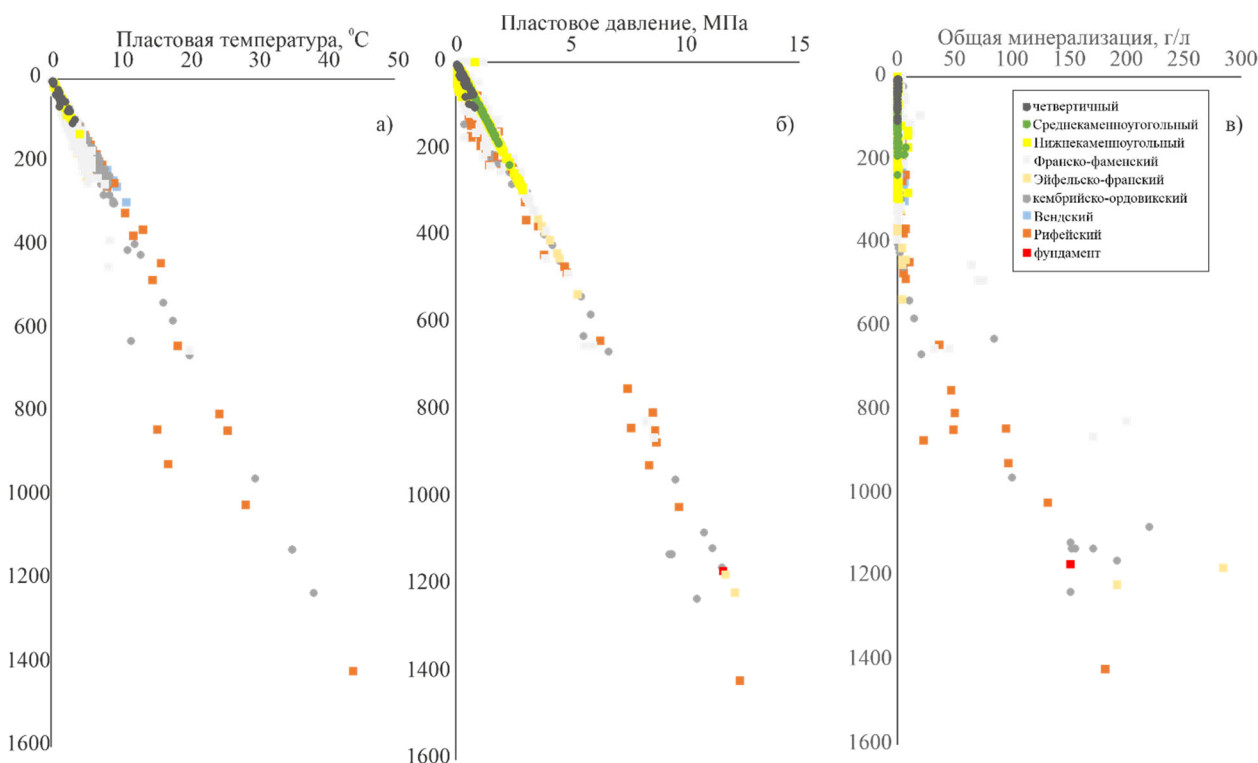 Пластовая температура, ⁰С
0 10 20 30 40 50
0
200
400
600
800
1000
1200
1400
1600
а)
Пластовое давление, МПа
0 5 10 15
0
200
400
600
800
1000
1200
1400
1600
б)
Общая минерализация, г/л
0 50 100 150 200 300
0
200
400
600
800
1000
1200
1400
1600
четвертичный
Среднекаменноутогольный
Нижнекаменноугольный
Франско-фаменский
Эйфельско-франский
кембрийско-ордовикский
Вендский
Рифейский
фундамент
в)